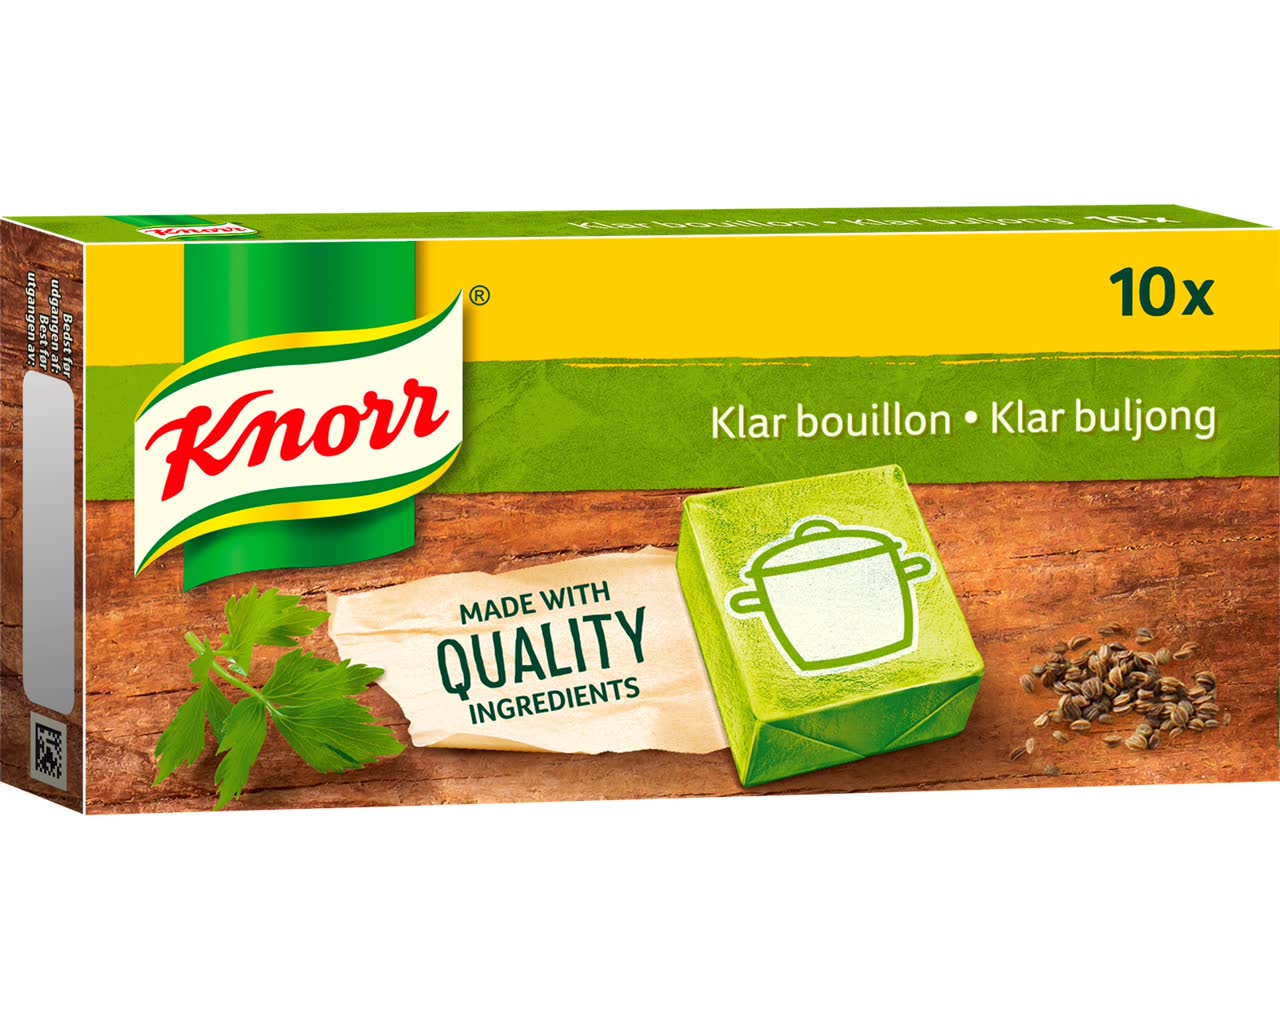 Klar bouillon • Klar buljong 10x
Knorr
Knorr®
10x
Klar bouillon • Klar buljong
MADE WITH
QUALITY
INGREDIENTS
Bedst før
udgangen af:
Best før
utgangen av: